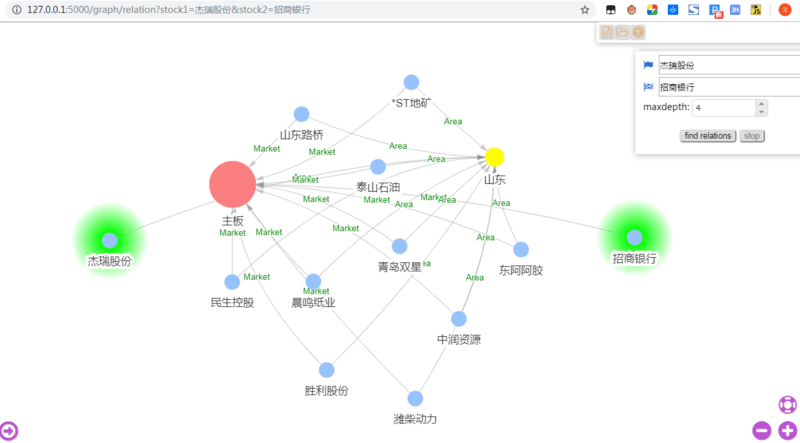 127.0.0.1:5000/graph/relation?stock1=杰瑞股份&stock2=招商银行
杰瑞股份
招商银行
maxdepth: 4
find relations
stop
*ST地矿
Area
山东路桥
Market
Market
Area
Area
Market
泰山石油
山东
Market
Market
Market
Area
Area
Area
主板
Market
Market
Market
Area
杰瑞股份
招商银行
青岛双星
东阿阿胶
Market
Area
Market
民生控股
晨鸣纸业
中润资源
胜利股份
潍柴动力